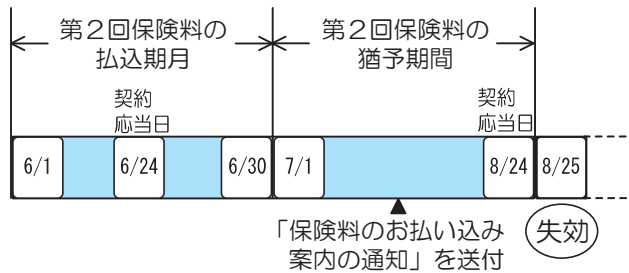 第２回保険料の
払込期月
第２回保険料の
猶予期間
契約
応当日
契約
応当日
6/1
6/24
6/30
7/1
8/24
8/25
「保険料のお払い込み
案内の通知」を送付
失効